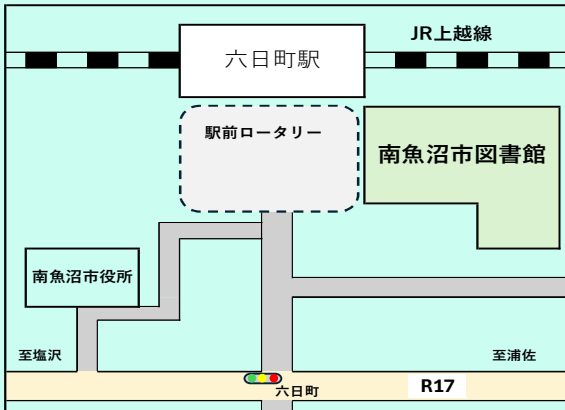 JR上越線
六日町駅
駅前ロータリー
南魚沼市図書館
南魚沼市役所
至塩沢
至浦佐
六日町
R17